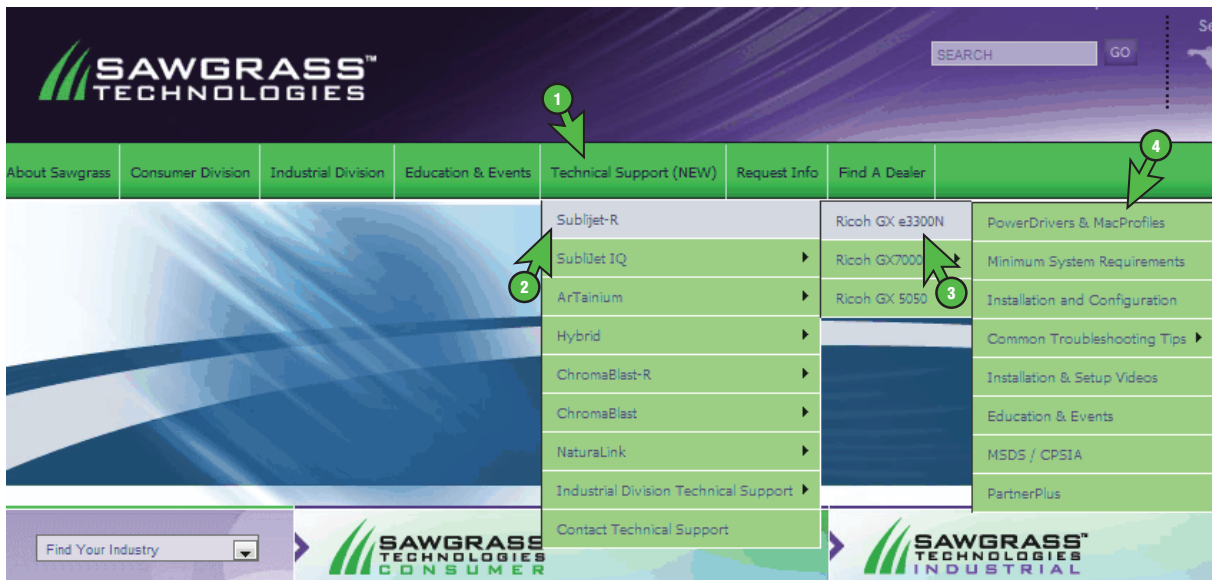 Se
SAWGRASS™
TECHNOLOGIES
SEARCH
GO
1
4
About Sawgrass
Consumer Division
Industrial Division
Education & Events
Technical Support (NEW)
Request Info
Find A Dealer
Sublijet-R
SubliJet IQ
ArTainium
Hybrid
ChromaBlast-R
ChromaBlast
NaturaLink
Industrial Division Technical Support
Contact Technical Support
2
Ricoh GX e3300N
Ricoh GX7000
Ricoh GX 5050
3
PowerDrivers & MacProfiles
Minimum System Requirements
Installation and Configuration
Common Troubleshooting Tips
Installation & Setup Videos
Education & Events
MSDS / CPSIA
PartnerPlus
Find Your Industry
SAWGRASS
TECHNOLOGIES
CONSUMER
SAWGRASS™
TECHNOLOGIES
INDUSTRIAL